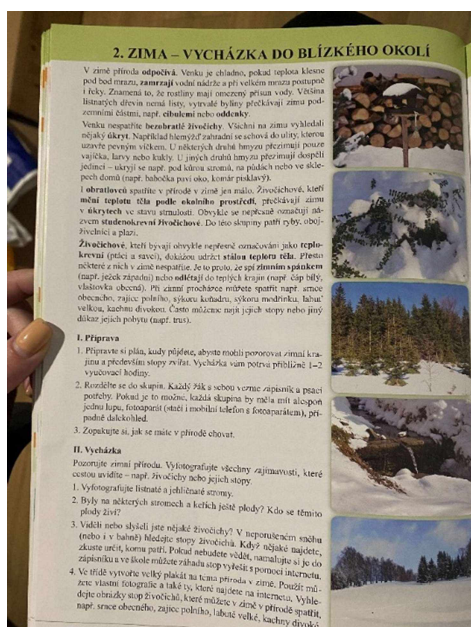 2. ZIMA – VYCHÁZKA DO BLÍZKÉHO OKOLÍ
V zimě příroda odpočívá. Venku je chladno, pokud teplota klesne
pod bod mrazu, zamrzají vodní nádrže a při velkém mrazu postupně
i řeky. Znamená to, že rostliny mají omezený přísun vody. Většina
listnatých dřevin nemá listy, vytrvalé byliny přečkávají zimu pod-
zemními částmi, např. cibulemi nebo oddenky.
Venku nespatříte bezobratlé živočichy. Všichni na zimu vyhledali
nějaký úkryt. Například hlemýžď zahradní se schová do ulity, kterou
uzavře pevným víčkem. U některých druhů hmyzu přezimují pouze
vajíčka, larvy nebo kukly. U jiných druhů hmyzu přezimují dospělí
jedinci – ukryjí se např. pod kůrou stromů, na půdách nebo ve skle-
pech domů (např. babočka paví oko, komár pisklavý).
I obratlovců spatříte v přírodě v zimě jen málo. Živočichové, kteří
mění teplotu těla podle okolního prostředí, přečkávají zimu
v úkrytech ve stavu strnulosti. Obvykle se nepřesně označují ná-
zvem studenokrevní živočichové. Do této skupiny patří ryby, oboj-
živelníci a plazi.
Živočichové, kteří bývají obvykle nepřesně označováni jako teplo-
krevní (ptáci a savci), dokážou udržet stálou teplotu těla. Přesto
některé z nich v zimě nespatříte. Je to proto, že spí zimním spánkem
(např. ježek západní) nebo odlétají do teplých krajin (např. čáp bílý,
vlaštovka obecná). Při zimní procházce můžete spatřit např. srnce
obecného, zajíce polního, sýkoru koňadru, sýkoru modřinku, labuť
velkou, kachnu divokou. Často můžeme najít jejich stopy nebo jiný
důkaz jejich pobytu (např. trus).
I. Příprava
1. Připravte si plán, kudy půjdete, abyste mohli pozorovat zimní kra-
jinu a především stopy zvířat. Vycházka vám potrvá přibližně 1–2
vyučovací hodiny.
2. Rozdělte se do skupin. Každý žák s sebou vezme zápisník a psací
potřeby. Pokud je to možné, každá skupina by měla mít alespoň
jednu lupu, fotoaparát (stačí i mobilní telefon s fotoaparátem), pří-
padně dalekohled.
3. Zopakujte si, jak se máte v přírodě chovat.
II. Vycházka
Pozorujte zimní přírodu. Vyfotografujte všechny zajímavosti, které
cestou uvidíte – např. živočichy nebo jejich stopy.
1. Vyfotografujte listnaté a jehličnaté stromy.
2. Byly na některých stromech a keřích ještě plody? Kdo se těmito
plody živí?
3. Viděli nebo slyšeli jste nějaké živočichy? V neporušeném sněhu
(nebo i v bahně) hledejte stopy živočichů. Když nějaké najdete,
zkuste určit, komu patří. Pokud nebudete vědět, namalujte si je do
zápisníku a ve škole můžete záhadu stop vyřešit s pomocí internetu.
4. Ve třídě vytvořte velký plakát na téma příroda v zimě. Použít mů-
žete vlastní fotografie a také ty, které najdete na internetu. Vyhle-
dejte obrázky stop živočichů, které můžete v zimě v přírodě spatřit,
např. srnce obecného, zajíce polního, labutě velké, kachny divoké